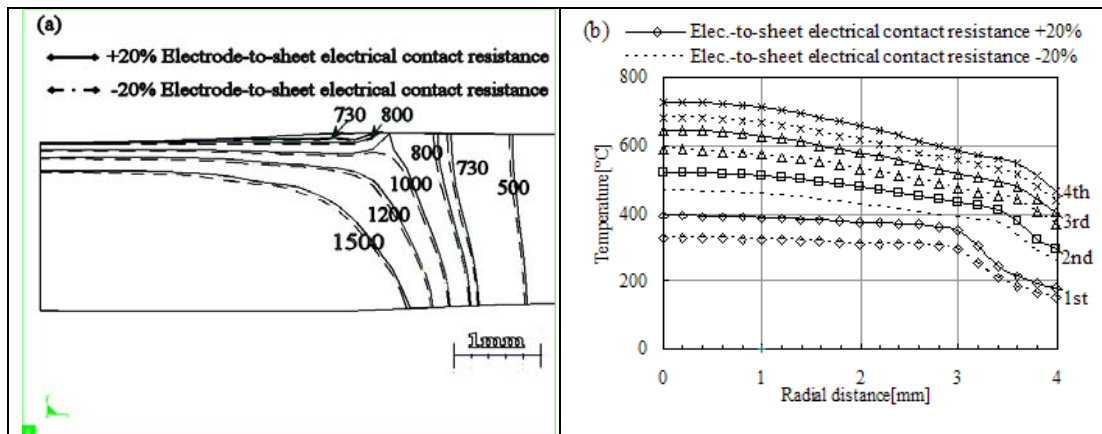 (a)
+20% Electrode-to-sheet electrical contact resistance
-20% Electrode-to-sheet electrical contact resistance
730
800
800
730
500
1000
1200
1500
1mm
(b)
Elec.-to-sheet electrical contact resistance +20%
Elec.-to-sheet electrical contact resistance -20%
800
600
400
200
0
Temperature[°C]
4th
3rd
2nd
1st
0 1 2 3 4
Radial distance[mm]